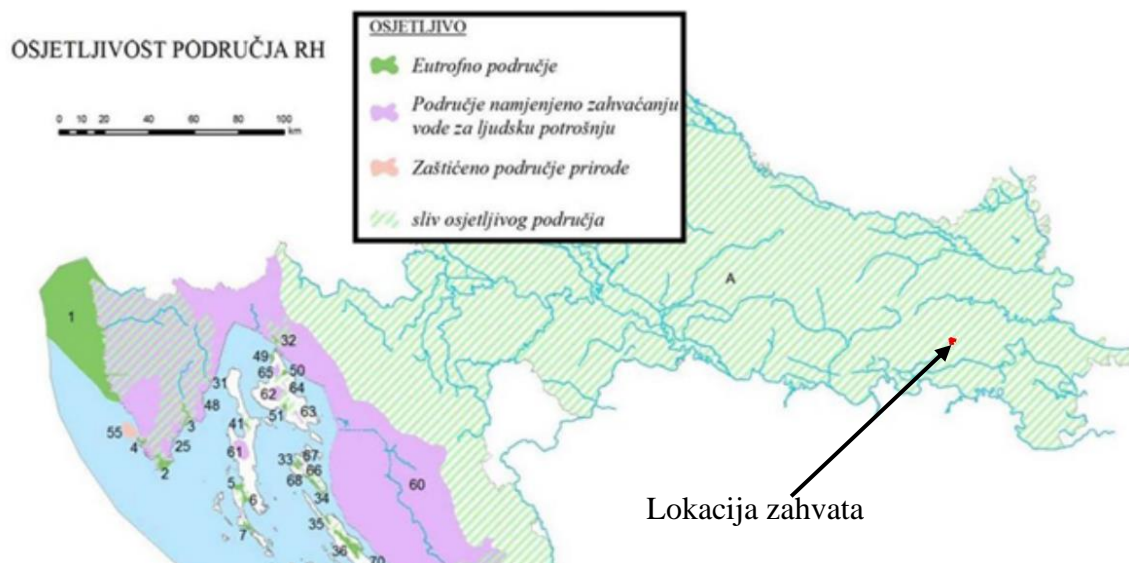 OSJETLJIVOST PODRUČJA RH
0 10 20 40 60 80 100
km
OSJETLJIVO
Eutrofno područje
Područje namjenjeno zahvaćanju
vode za ljudsku potrošnju
Zaštićeno područje prirode
sliv osjetljivog područja
A
1
32
49
65
50
31
62
64
48
51
63
3
41
55
4
25
2
61
33
67
66
60
68
5
6
34
7
35
36
70
Lokacija zahvata